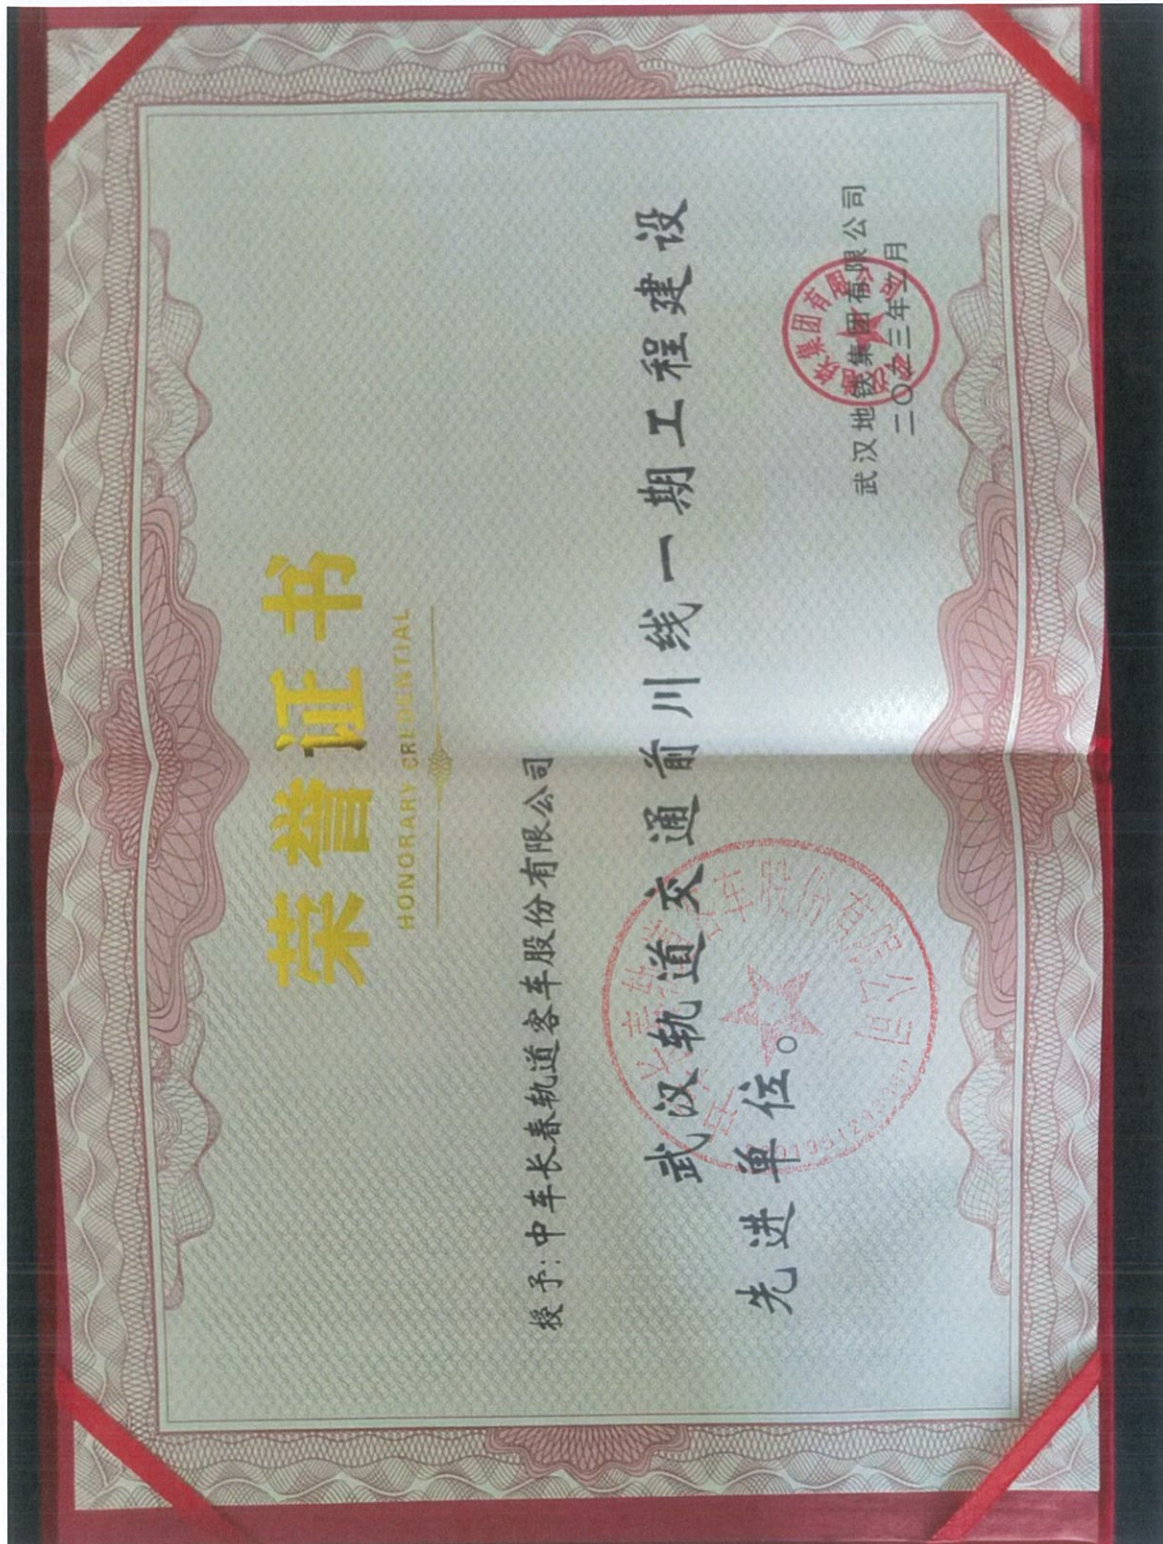 荣誉证书
HONORARY CREDENTIAL
授予:中车长春轨道客车股份有限公司
武汉轨道交通前川线一期工程建设
先进单位。
武汉地铁集团有限公司
二〇二三年 月